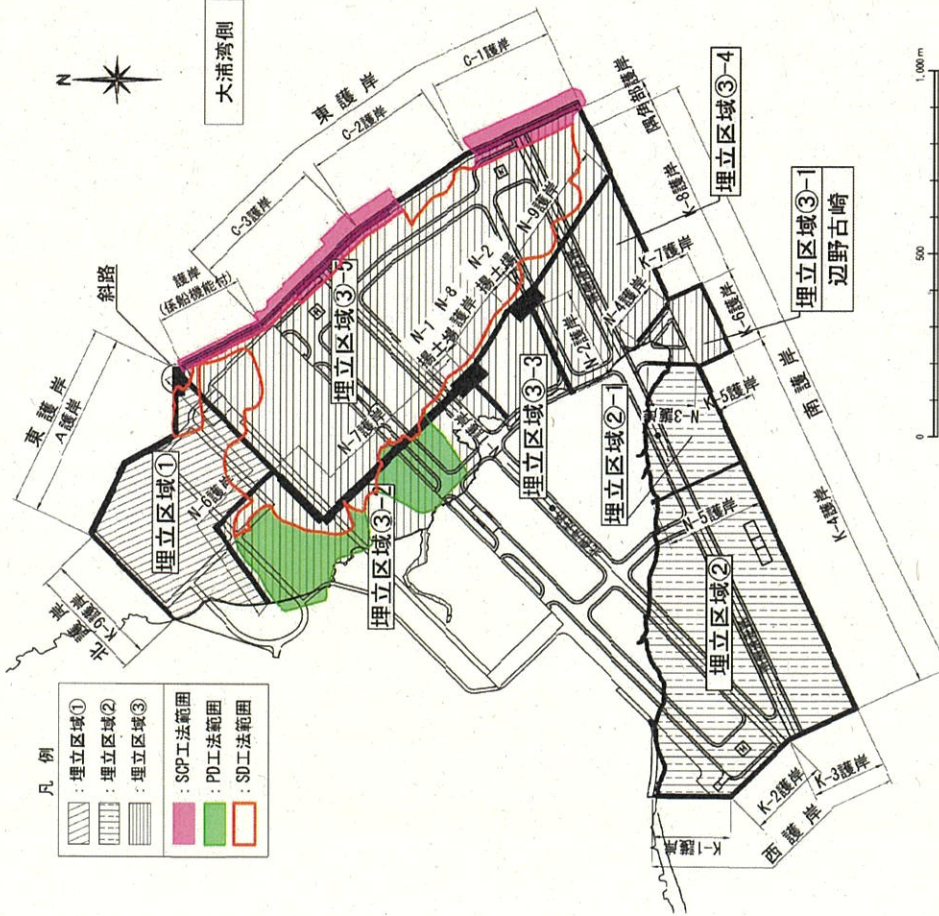 N
大浦湾側
凡例
: 埋立区域①
: 埋立区域②
: 埋立区域③
: SCP工法範囲
: PD工法範囲
: SD工法範囲
東護岸
A護岸
斜路
護岸
(係船機能付)
東護岸
C-3護岸
C-2護岸
C-1護岸
隅角部護岸
北護岸
K-9護岸
埋立区域①
N-6護岸
埋立区域③-5
N-7護岸
N-1
N-8
N-2
揚土場
護岸
揚土場
N-9護岸
埋立区域③-2
埋立区域③-3
N-2護岸
N-4護岸
埋立区域③-4
K-8護岸
K-7護岸
K-6護岸
埋立区域③-1
辺野古崎
埋立区域②-1
N-3護岸
K-5護岸
南護岸
N-5護岸
K-4護岸
埋立区域②
K-3護岸
K-2護岸
K-1護岸
西護岸
H
H
H
0
500
1,000m